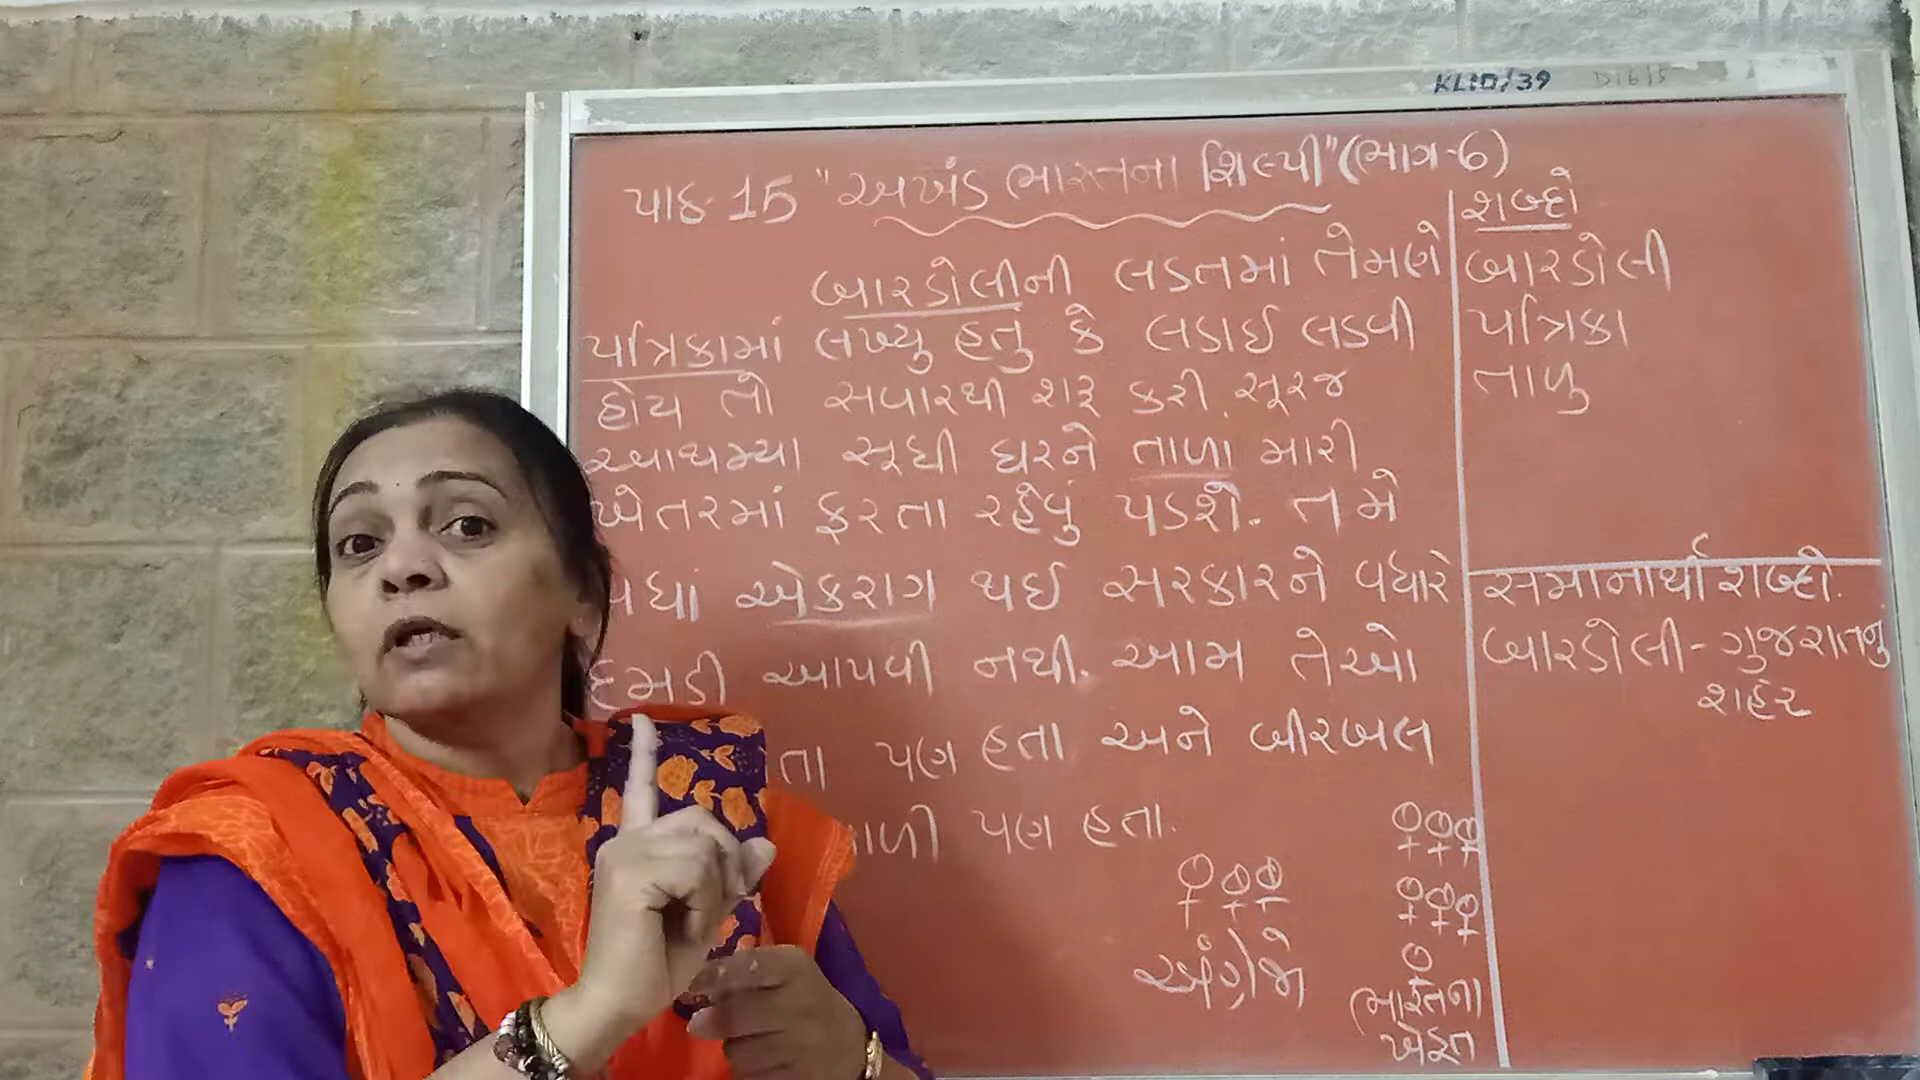 KL10/39 D1615
પાઠ-15 "અખંડ ભારતના શિલ્પી" (ભાગ-6)
બારડોલીની લડતમાં તેમણે
પત્રિકામાં લખ્યુ હતું કે લડાઈ લડવી
હોય તો સવારથી શરૂ કરી, સૂરજ
આથમ્યા સૂધી ઘરને તાળાં મારી
ખેતરમાં ફરતા રહેવું પડશે. તમે
બધાં એકરાગ થઈ સરકારને વધારે
દમડી આપવી નથી. આમ તેઓ
તા પણ હતા અને બીરબલ
ાળી પણ હતા.
અંગ્રેજો
ભારતના
ખેડૂત
શબ્દો
બારડોલી
પત્રિકા
તાળુ
સમાનાર્થી શબ્દો.
બારડોલી - ગુજરાતનું
શહેર